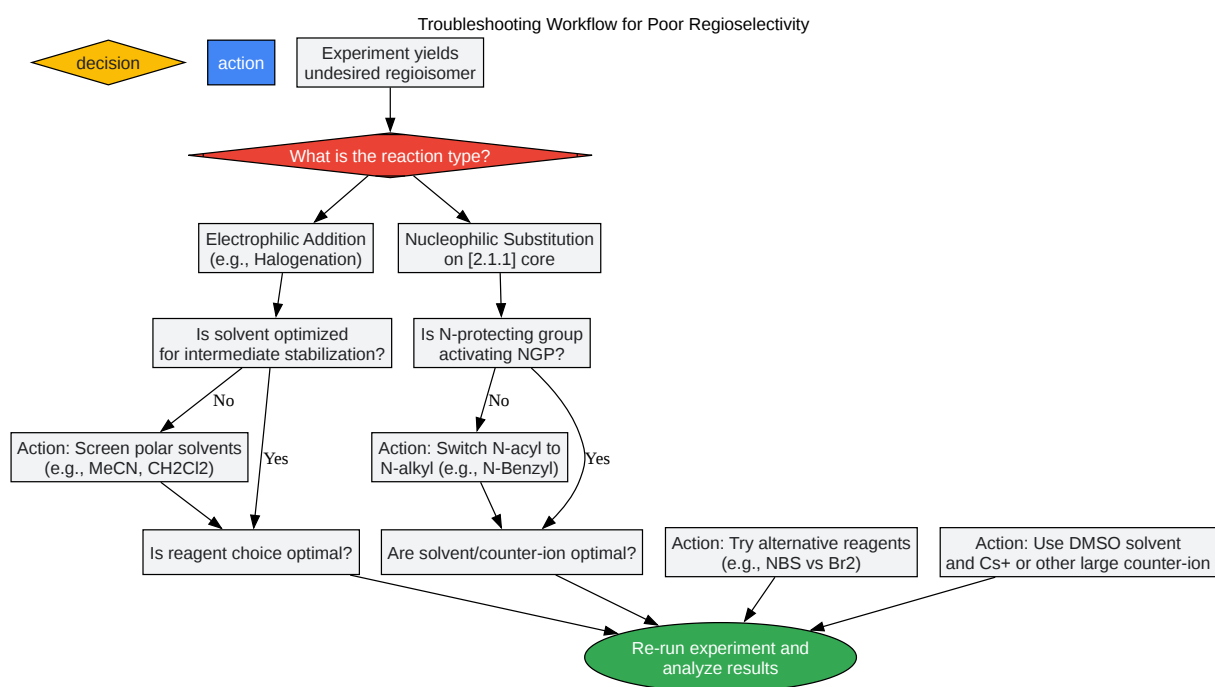 Troubleshooting Workflow for Poor Regioselectivity
decision
action
Experiment yields
undesired regioisomer
What is the reaction type?
Electrophilic Addition
(e.g., Halogenation)
Nucleophilic Substitution
on [2.1.1] core
Is solvent optimized
for intermediate stabilization?
Is N-protecting group
activating NGP?
No
No
Action: Screen polar solvents
(e.g., MeCN, CH2Cl2)
Yes
Action: Switch N-acyl to
N-alkyl (e.g., N-Benzyl)
Yes
Is reagent choice optimal?
Are solvent/counter-ion optimal?
Action: Try alternative reagents
(e.g., NBS vs Br2)
Action: Use DMSO solvent
and Cs+ or other large counter-ion
Re-run experiment and
analyze results